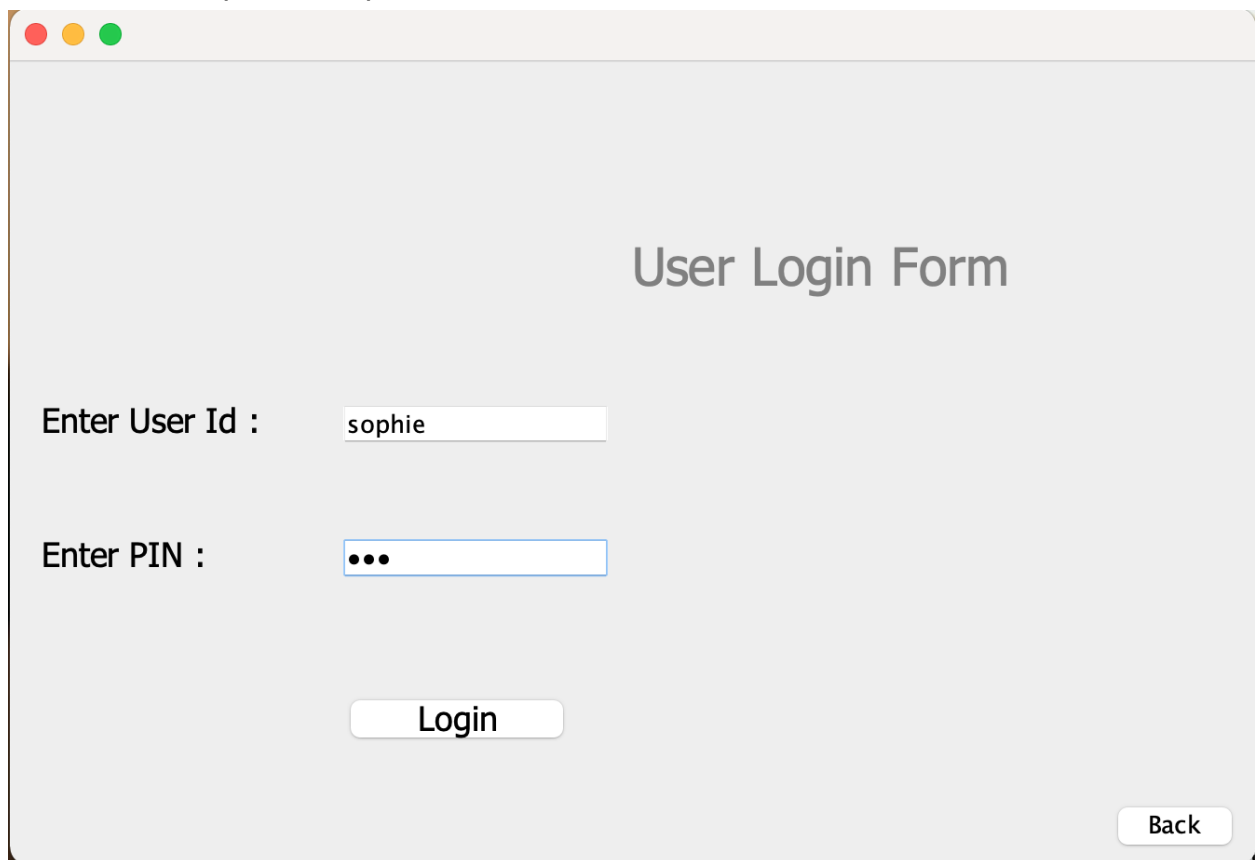 User Login Form
Enter User Id : sophie
Enter PIN : •••
Login
Back